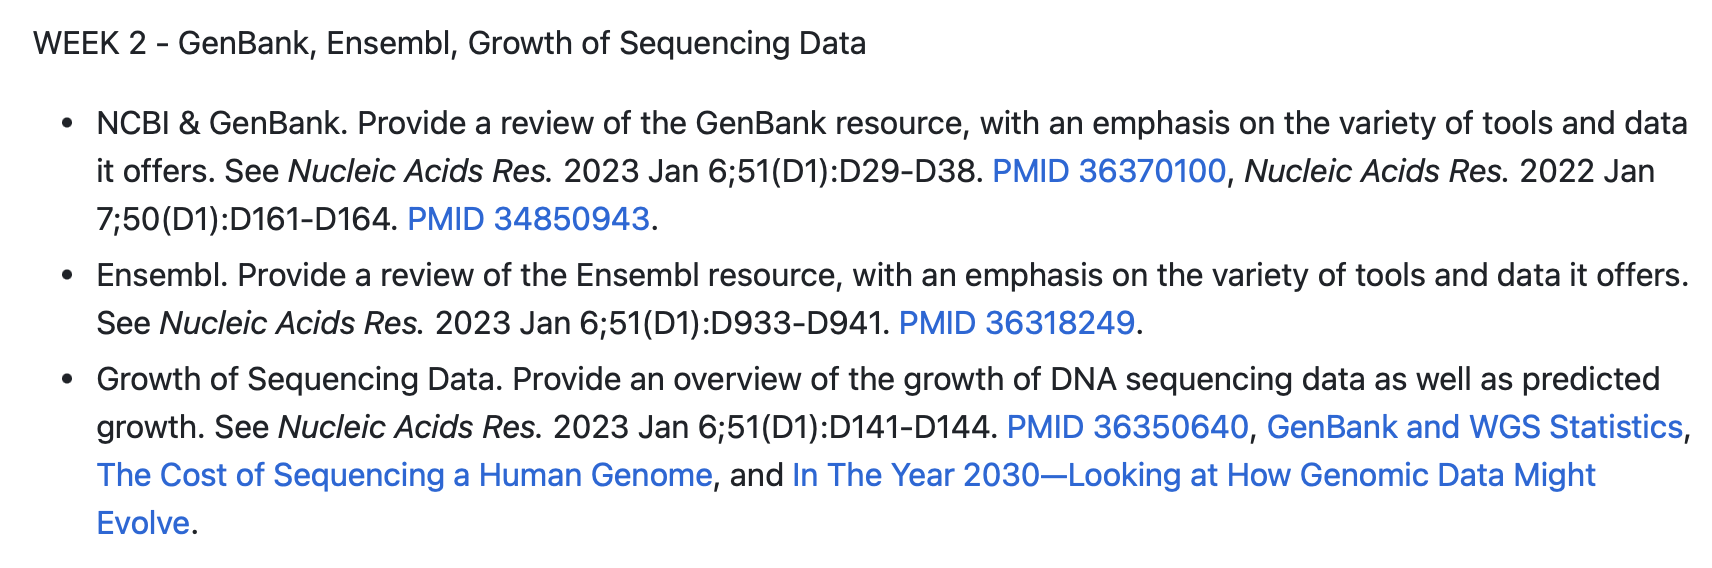 WEEK 2 - GenBank, Ensembl, Growth of Sequencing Data
• NCBI & GenBank. Provide a review of the GenBank resource, with an emphasis on the variety of tools and data
it offers. See Nucleic Acids Res. 2023 Jan 6;51(D1):D29-D38. PMID 36370100, Nucleic Acids Res. 2022 Jan
7;50(D1):D161-D164. PMID 34850943.
• Ensembl. Provide a review of the Ensembl resource, with an emphasis on the variety of tools and data it offers.
See Nucleic Acids Res. 2023 Jan 6;51(D1):D933-D941. PMID 36318249.
• Growth of Sequencing Data. Provide an overview of the growth of DNA sequencing data as well as predicted
growth. See Nucleic Acids Res. 2023 Jan 6;51(D1):D141-D144. PMID 36350640, GenBank and WGS Statistics,
The Cost of Sequencing a Human Genome, and In The Year 2030—Looking at How Genomic Data Might
Evolve.